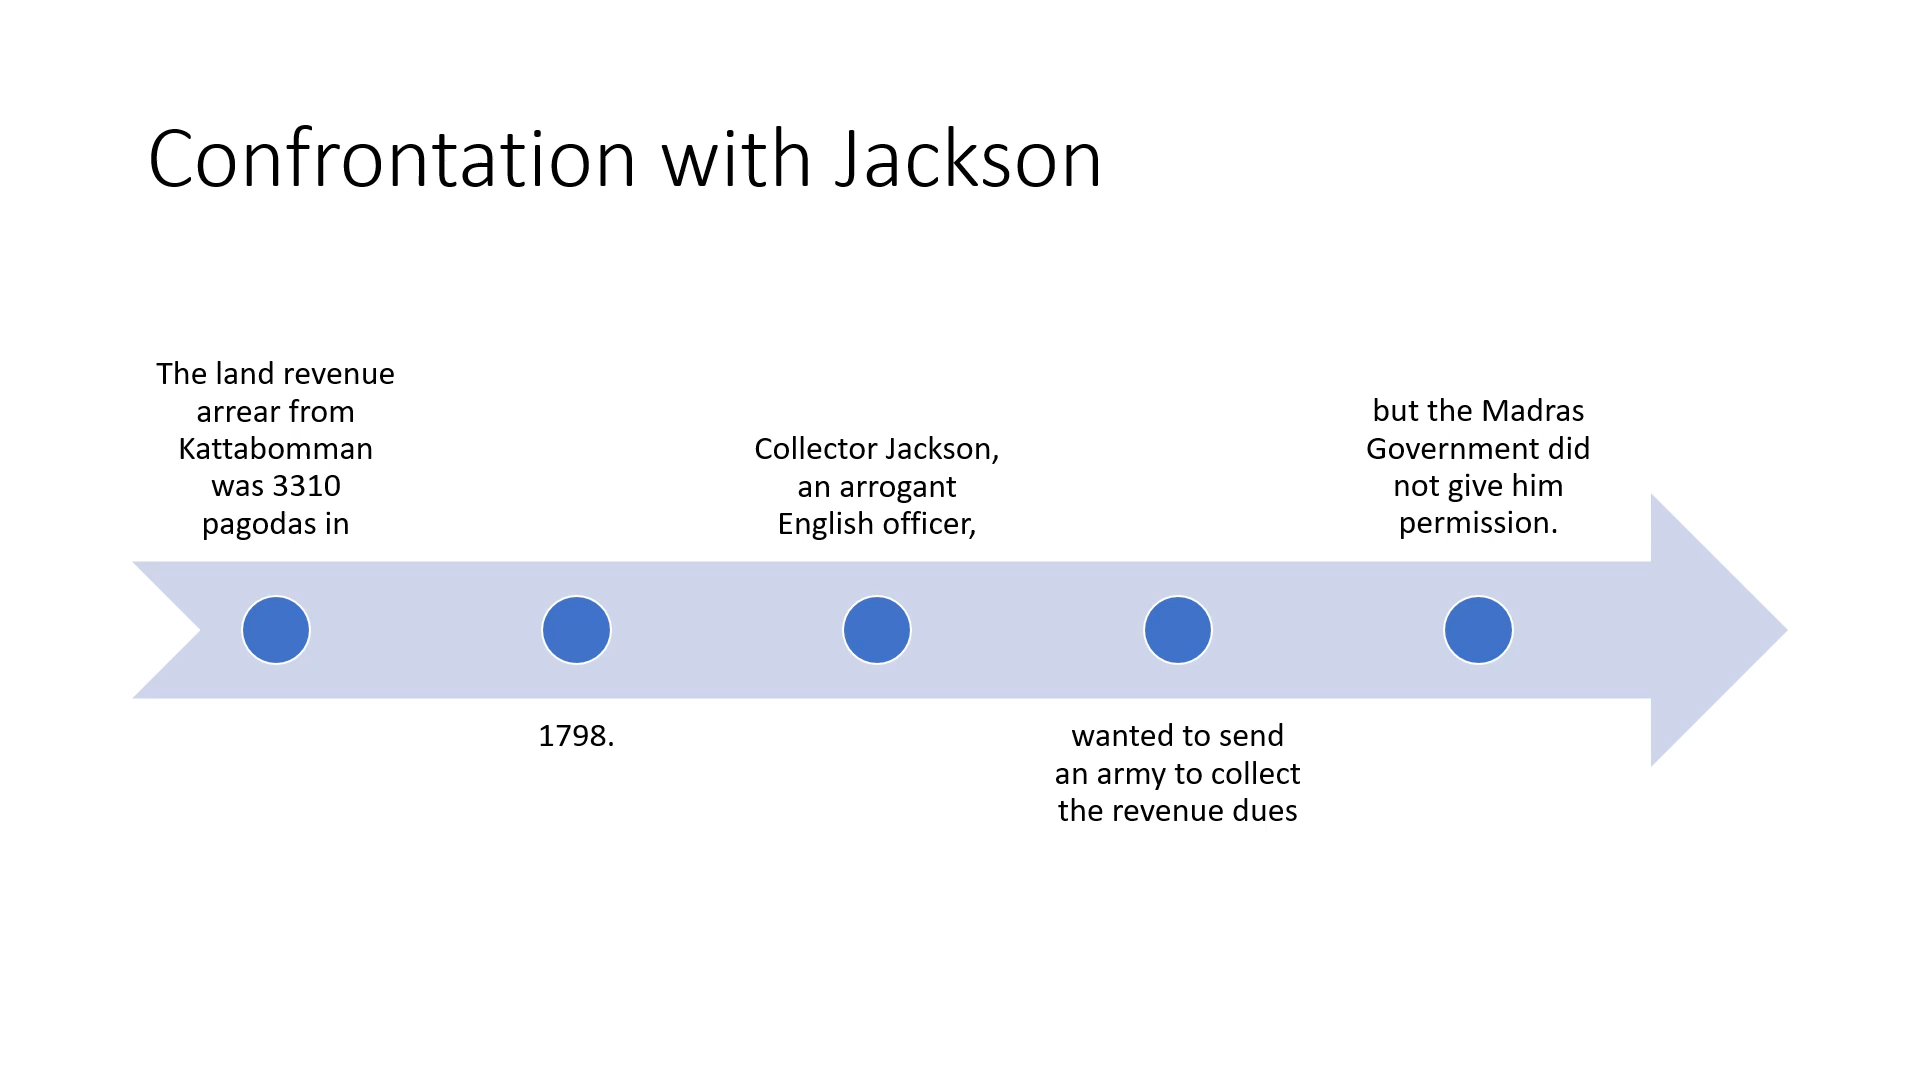 Confrontation with Jackson
The land revenue
arrear from
Kattabomman
was 3310
pagodas in
1798.
Collector Jackson,
an arrogant
English officer,
wanted to send
an army to collect
the revenue dues
but the Madras
Government did
not give him
permission.